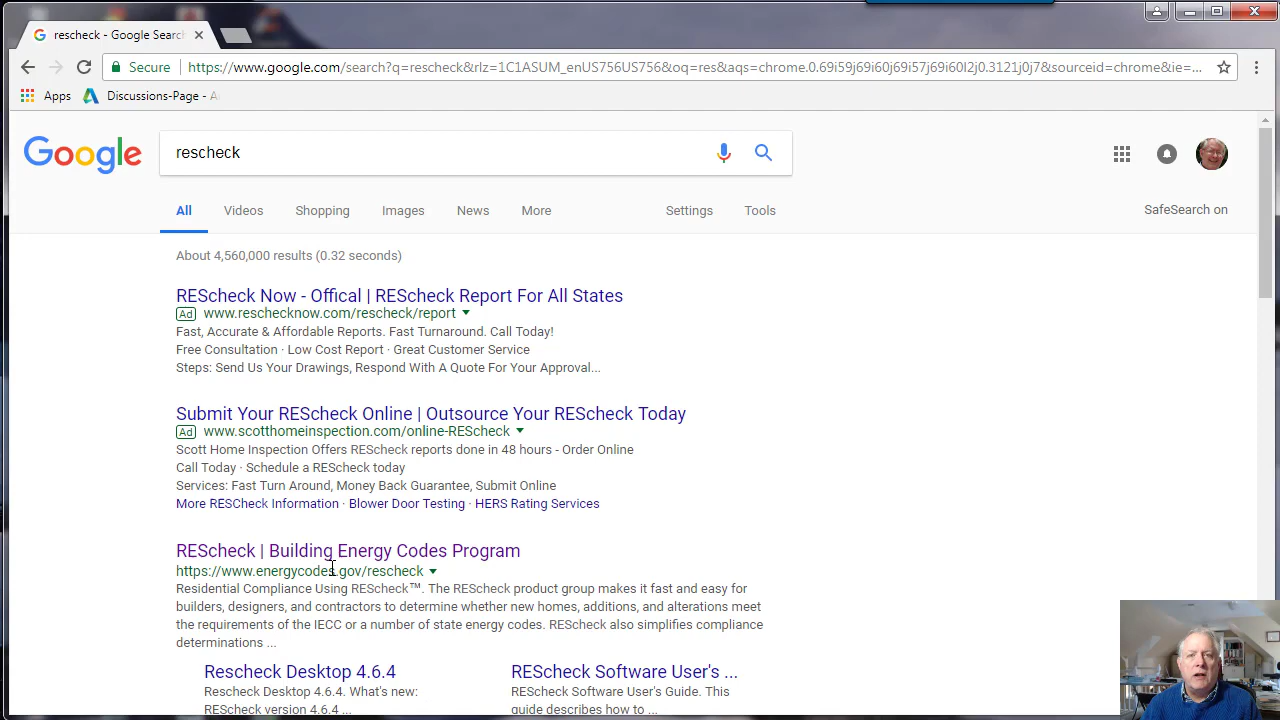 rescheck - Google Search
Secure
https://www.google.com/search?q=rescheck&rlz=1C1ASUM_enUS756US756&oq=res&aqs=chrome.0.69i59j69i60j69i57j69i60l2j0.3121j0j7&sourceid=chrome&ie=...
Apps
Discussions-Page - A
Google
rescheck
All
Videos
Shopping
Images
News
More
Settings
Tools
SafeSearch on
About 4,560,000 results (0.32 seconds)
REScheck Now - Offical | REScheck Report For All States
Ad www.reschecknow.com/rescheck/report
Fast, Accurate & Affordable Reports. Fast Turnaround. Call Today!
Free Consultation · Low Cost Report · Great Customer Service
Steps: Send Us Your Drawings, Respond With A Quote For Your Approval...
Submit Your REScheck Online | Outsource Your REScheck Today
Ad www.scotthomeinspection.com/online-REScheck
Scott Home Inspection Offers REScheck reports done in 48 hours - Order Online
Call Today · Schedule a REScheck today
Services: Fast Turn Around, Money Back Guarantee, Submit Online
More RESCheck Information · Blower Door Testing · HERS Rating Services
REScheck | Building Energy Codes Program
https://www.energycodes.gov/rescheck
Residential Compliance Using REScheck™. The REScheck product group makes it fast and easy for
builders, designers, and contractors to determine whether new homes, additions, and alterations meet
the requirements of the IECC or a number of state energy codes. REScheck also simplifies compliance
determinations ...
Rescheck Desktop 4.6.4
Rescheck Desktop 4.6.4. What's new:
REScheck version 4.6.4 ...
REScheck Software User's ...
REScheck Software User's Guide. This
guide describes how to ...